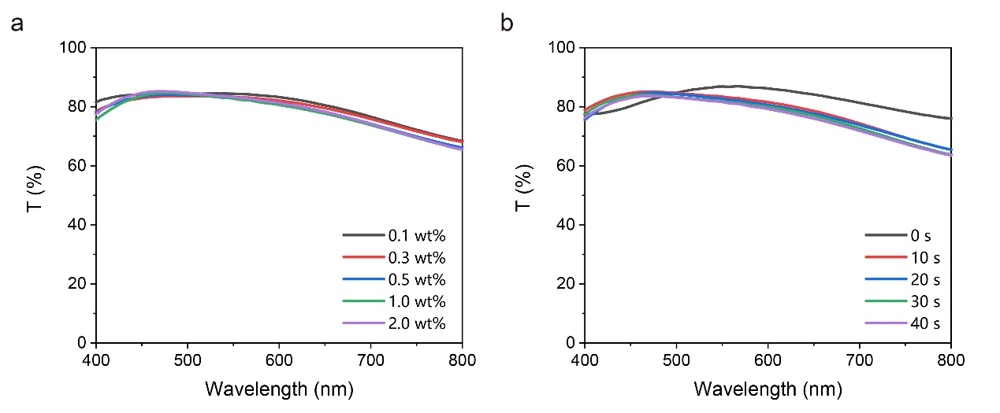 a
100
80
60
40
20
0
T (%)
0.1 wt%
0.3 wt%
0.5 wt%
1.0 wt%
2.0 wt%
400 500 600 700 800
Wavelength (nm)
b
100
80
60
40
20
0
T (%)
0 s
10 s
20 s
30 s
40 s
400 500 600 700 800
Wavelength (nm)